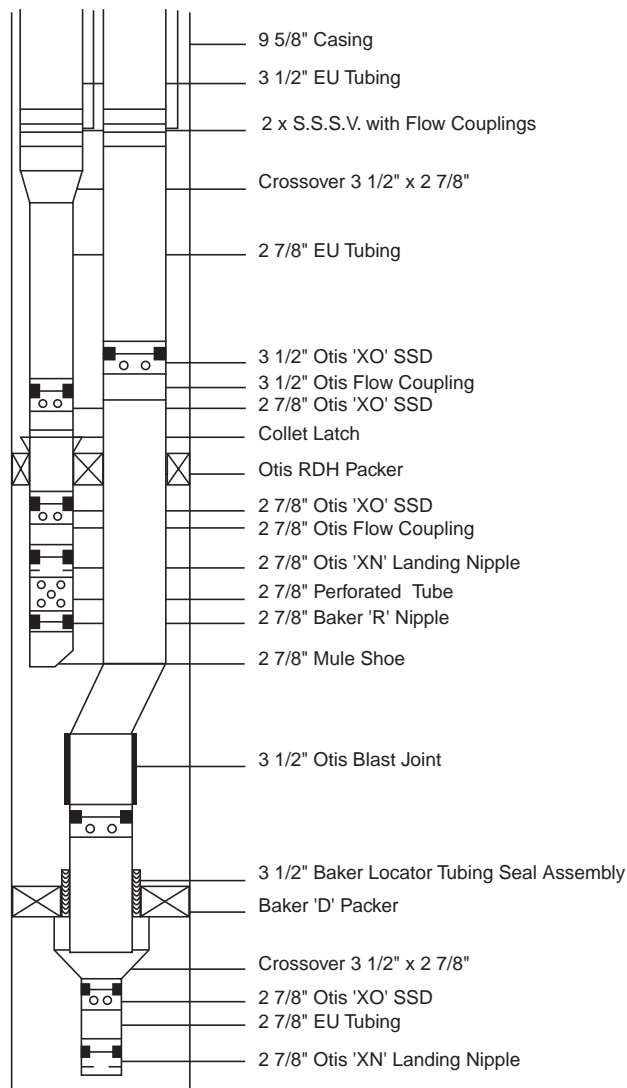 9 5/8" Casing
3 1/2" EU Tubing
2 x S.S.S.V. with Flow Couplings
Crossover 3 1/2" x 2 7/8"
2 7/8" EU Tubing
3 1/2" Otis 'XO' SSD
3 1/2" Otis Flow Coupling
2 7/8" Otis 'XO' SSD
Collet Latch
Otis RDH Packer
2 7/8" Otis 'XO' SSD
2 7/8" Otis Flow Coupling
2 7/8" Otis 'XN' Landing Nipple
2 7/8" Perforated Tube
2 7/8" Baker 'R' Nipple
2 7/8" Mule Shoe
3 1/2" Otis Blast Joint
3 1/2" Baker Locator Tubing Seal Assembly
Baker 'D' Packer
Crossover 3 1/2" x 2 7/8"
2 7/8" Otis 'XO' SSD
2 7/8" EU Tubing
2 7/8" Otis 'XN' Landing Nipple